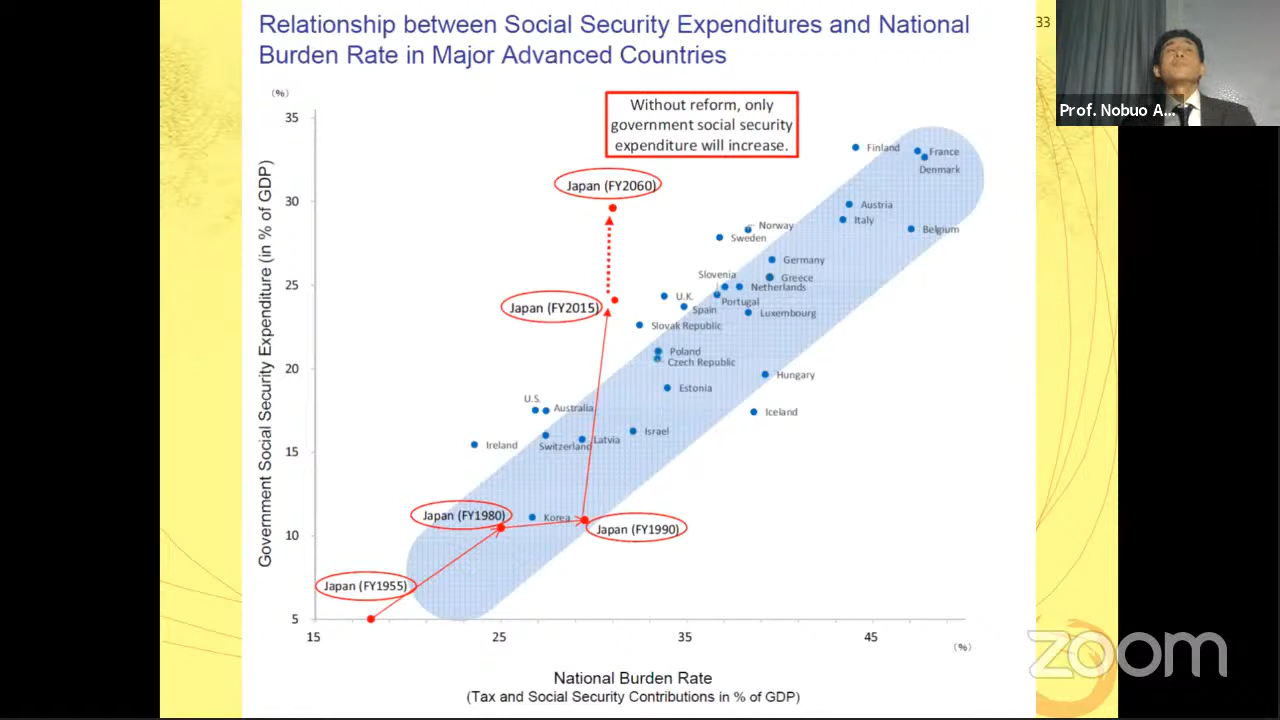 Relationship between Social Security Expenditures and National
Burden Rate in Major Advanced Countries
33
Prof. Nobuo A...
(%)
Without reform, only
government social security
expenditure will increase.
35
30
25
20
15
10
5
Government Social Security Expenditure (in % of GDP)
Finland
France
Denmark
Japan (FY2060)
Austria
Italy
Norway
Belgium
Sweden
Germany
Slovenia
Greece
Netherlands
U.K.
Portugal
Japan (FY2015)
Spain
Luxembourg
Slovak Republic
Poland
Czech Republic
Hungary
Estonia
U.S.
Australia
Iceland
Israel
Latvia
Ireland
Switzerland
Japan (FY1980)
Korea
Japan (FY1990)
Japan (FY1955)
15
25
35
45
(%)
National Burden Rate
(Tax and Social Security Contributions in % of GDP)
zoom